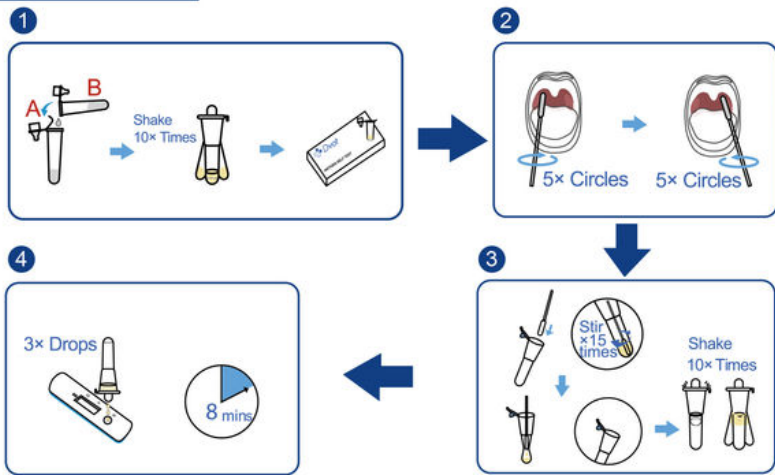 1
A
B
Shake
10× Times
2
5× Circles
5× Circles
3
Stir
×15
times
Shake
10× Times
4
3× Drops
8 mins